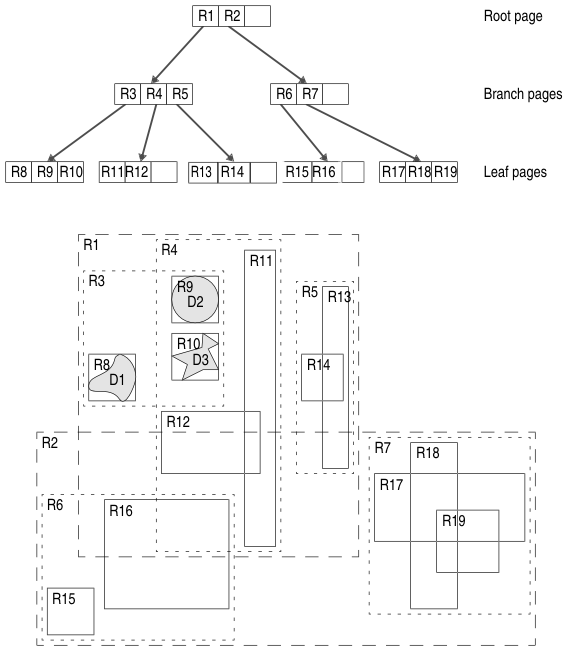 R1 R2 Root page
R3 R4 R5 R6 R7 Branch pages
R8 R9 R10 R11 R12 R13 R14 R15 R16 R17 R18 R19 Leaf pages
R1
R4
R11
R3
R9
D2
R5
R13
R10
D3
R8
D1
R14
R12
R2
R7
R18
R17
R6
R16
R19
R15